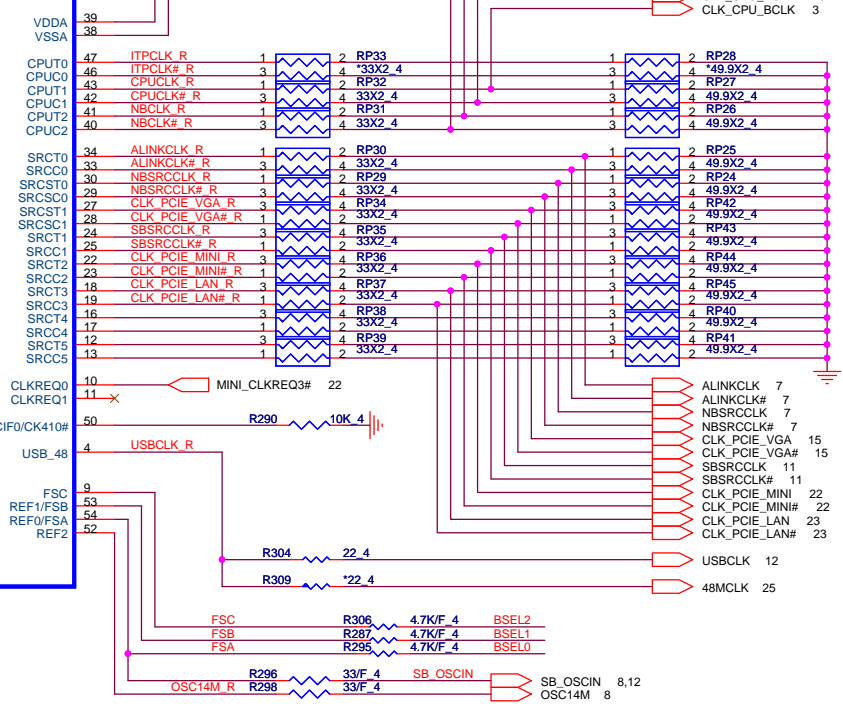 CLK_CPU_BCLK 3
VDDA 39
VSSA 38
CPUT0 47 ITPCLK_R 1 2 RP33 1 2 RP28
CPUC0 46 ITPCLK#_R 3 4 *33X2_4 3 4 *49.9X2_4
CPUT1 43 CPUCLK_R 1 2 RP32 1 2 RP27
CPUC1 42 CPUCLK#_R 3 4 33X2_4 3 4 49.9X2_4
CPUT2 41 NBCLK_R 1 2 RP31 1 2 RP26
CPUC2 40 NBCLK#_R 3 4 33X2_4 3 4 49.9X2_4
SRCT0 34 ALINKCLK_R 1 2 RP30 1 2 RP25
SRCC0 33 ALINKCLK#_R 3 4 33X2_4 3 4 49.9X2_4
SRCST0 30 NBSRCCLK_R 1 2 RP29 1 2 RP24
SRCSC0 29 NBSRCCLK#_R 3 4 33X2_4 3 4 49.9X2_4
SRCST1 27 CLK_PCIE_VGA_R 3 4 RP34 3 4 RP42
SRCSC1 28 CLK_PCIE_VGA#_R 1 2 33X2_4 1 2 49.9X2_4
SRCT1 24 SBSRCCLK_R 3 4 RP35 3 4 RP43
SRCC1 25 SBSRCCLK#_R 1 2 33X2_4 1 2 49.9X2_4
SRCT2 22 CLK_PCIE_MINI_R 3 4 RP36 3 4 RP44
SRCC2 23 CLK_PCIE_MINI#_R 1 2 33X2_4 1 2 49.9X2_4
SRCT3 18 CLK_PCIE_LAN_R 3 4 RP37 3 4 RP45
SRCC3 19 CLK_PCIE_LAN#_R 1 2 33X2_4 1 2 49.9X2_4
SRCT4 16 3 4 RP38 3 4 RP40
SRCC4 17 1 2 33X2_4 1 2 49.9X2_4
SRCT5 12 3 4 RP39 3 4 RP41
SRCC5 13 1 2 33X2_4 1 2 49.9X2_4
CLKREQ0 10 MINI_CLKREQ3# 22 ALINKCLK 7
CLKREQ1 11 ALINKCLK# 7
NBSRCCLK 7
CIF0/CK410# 50 R290 10K_4 NBSRCCLK# 7
CLK_PCIE_VGA 15
USB_48 4 USBCLK_R CLK_PCIE_VGA# 15
SBSRCCLK 11
SBSRCCLK# 11
FSC 9 CLK_PCIE_MINI 22
REF1/FSB 53 CLK_PCIE_MINI# 22
REF0/FSA 54 CLK_PCIE_LAN 23
REF2 52 CLK_PCIE_LAN# 23
R304 22_4 USBCLK 12
R309 *22_4 48MCLK 25
FSC R306 4.7K/F_4 BSEL2
FSB R287 4.7K/F_4 BSEL1
FSA R295 4.7K/F_4 BSEL0
R296 33/F_4 SB_OSCIN SB_OSCIN 8,12
OSC14M_R R298 33/F_4 OSC14M 8